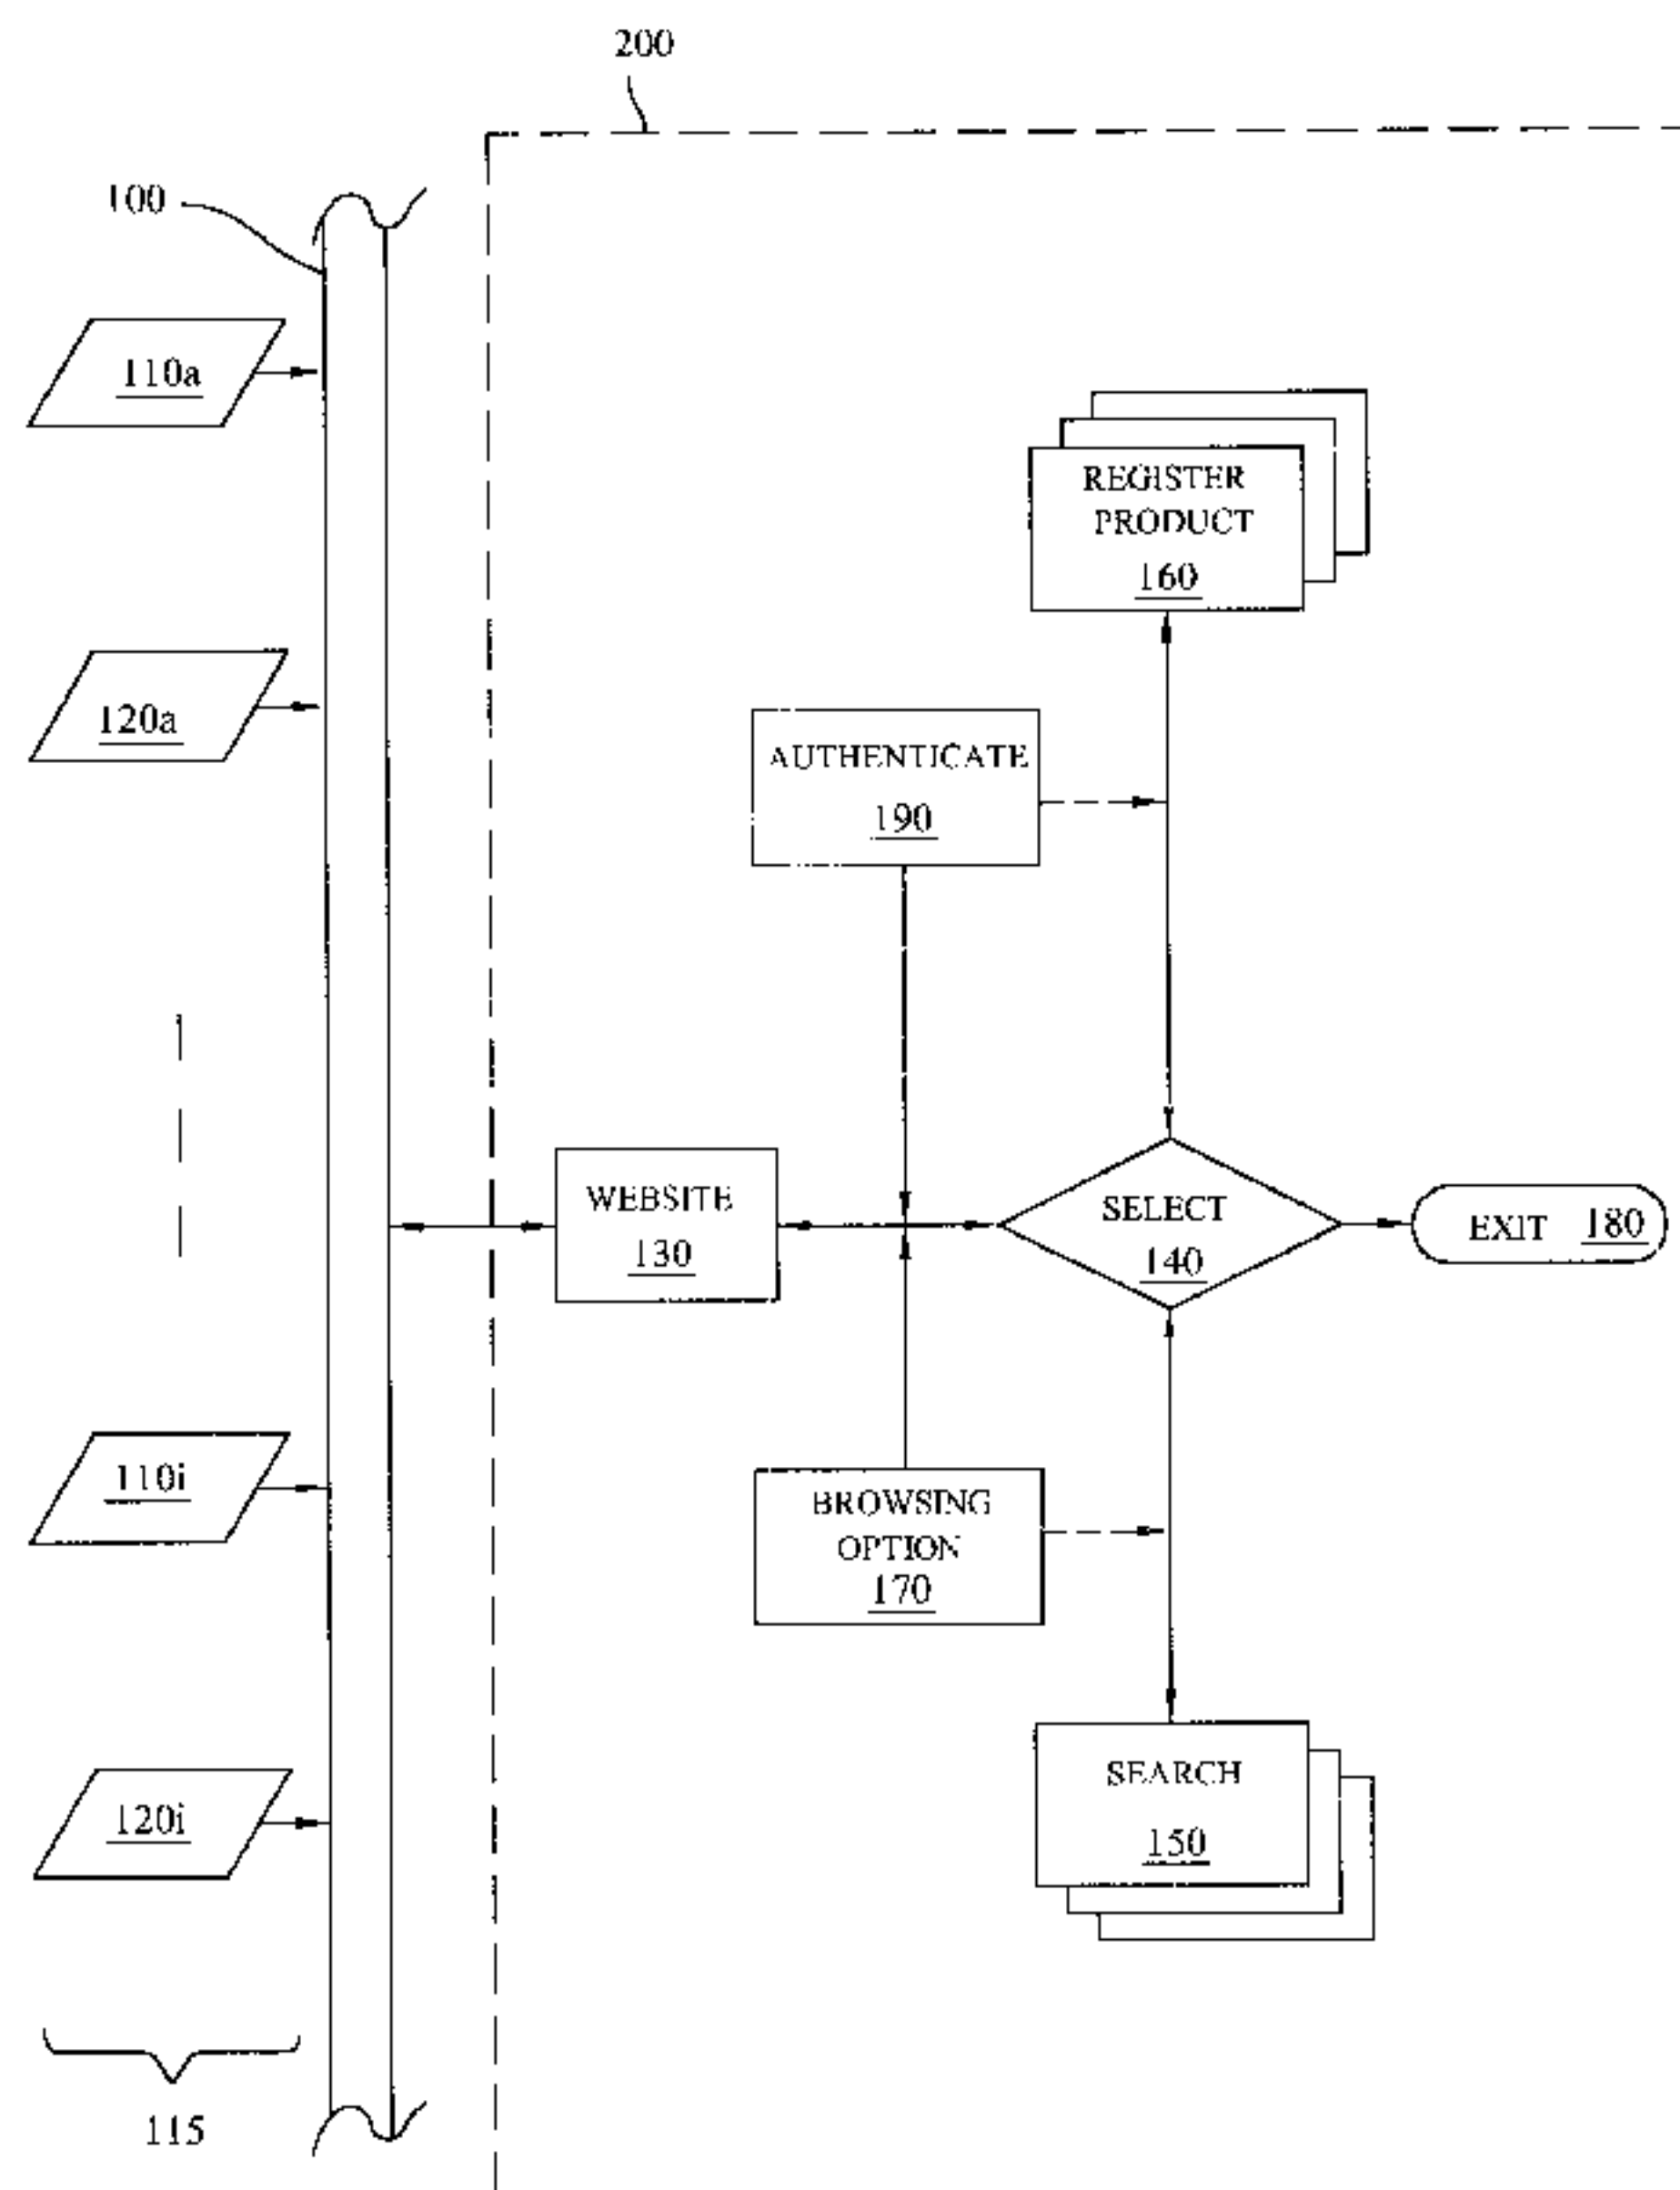 200
100
110a
REGISTER
PRODUCT
160
120a
AUTHENTICATE
190
WEBSITE
130
SELECT
140
EXIT 180
110i
BROWSING
OPTION
170
120i
SEARCH
150
115